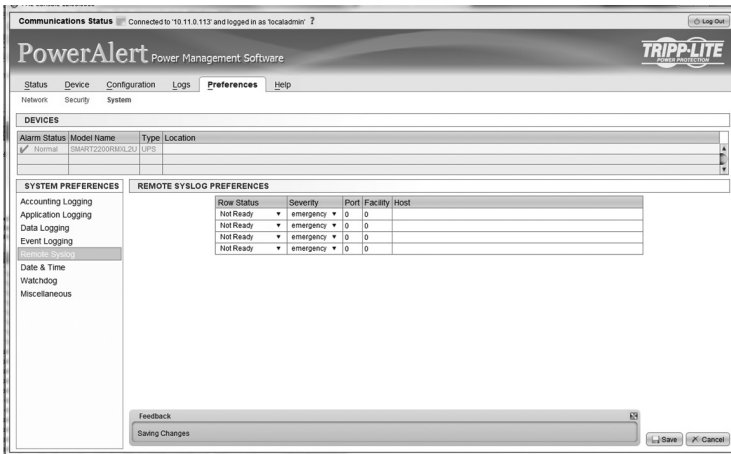 Communications Status Connected to '10.11.0.113' and logged in as 'localadmin' ? Log Out
PowerAlert Power Management Software
TRIPP·LITE
POWER PROTECTION
Status Device Configuration Logs Preferences Help
Network Security System
DEVICES
Alarm Status Model Name Type Location
Normal SMART2200RMXL2U UPS
SYSTEM PREFERENCES REMOTE SYSLOG PREFERENCES
Accounting Logging Row Status Severity Port Facility Host
Application Logging Not Ready emergency 0 0
Data Logging Not Ready emergency 0 0
Event Logging Not Ready emergency 0 0
Remote Syslog Not Ready emergency 0 0
Date & Time
Watchdog
Miscellaneous
Feedback
Saving Changes
Save Cancel